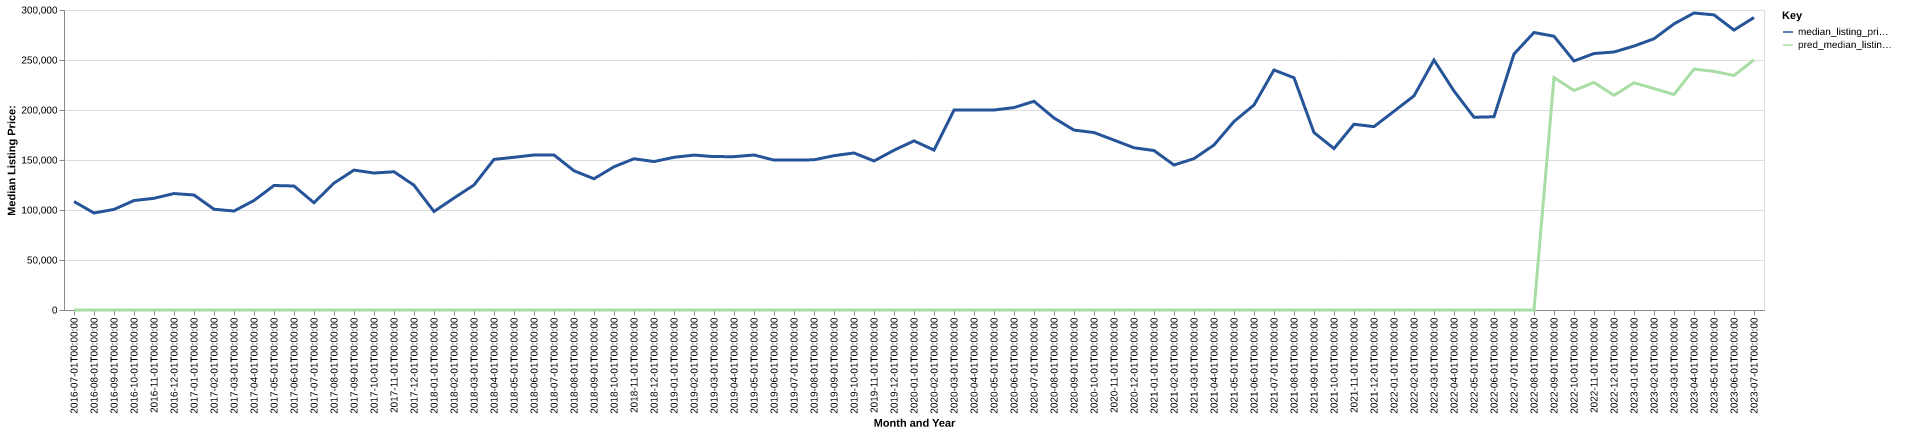 300,000
250,000
200,000
150,000
100,000
50,000
0
Median Listing Price:
2016-07-01T00:00:00
2016-08-01T00:00:00
2016-09-01T00:00:00
2016-10-01T00:00:00
2016-11-01T00:00:00
2016-12-01T00:00:00
2017-01-01T00:00:00
2017-02-01T00:00:00
2017-03-01T00:00:00
2017-04-01T00:00:00
2017-05-01T00:00:00
2017-06-01T00:00:00
2017-07-01T00:00:00
2017-08-01T00:00:00
2017-09-01T00:00:00
2017-10-01T00:00:00
2017-11-01T00:00:00
2017-12-01T00:00:00
2018-01-01T00:00:00
2018-02-01T00:00:00
2018-03-01T00:00:00
2018-04-01T00:00:00
2018-05-01T00:00:00
2018-06-01T00:00:00
2018-07-01T00:00:00
2018-08-01T00:00:00
2018-09-01T00:00:00
2018-10-01T00:00:00
2018-11-01T00:00:00
2018-12-01T00:00:00
2019-01-01T00:00:00
2019-02-01T00:00:00
2019-03-01T00:00:00
2019-04-01T00:00:00
2019-05-01T00:00:00
2019-06-01T00:00:00
2019-07-01T00:00:00
2019-08-01T00:00:00
2019-09-01T00:00:00
2019-10-01T00:00:00
2019-11-01T00:00:00
2019-12-01T00:00:00
2020-01-01T00:00:00
2020-02-01T00:00:00
2020-03-01T00:00:00
2020-04-01T00:00:00
2020-05-01T00:00:00
2020-06-01T00:00:00
2020-07-01T00:00:00
2020-08-01T00:00:00
2020-09-01T00:00:00
2020-10-01T00:00:00
2020-11-01T00:00:00
2020-12-01T00:00:00
2021-01-01T00:00:00
2021-02-01T00:00:00
2021-03-01T00:00:00
2021-04-01T00:00:00
2021-05-01T00:00:00
2021-06-01T00:00:00
2021-07-01T00:00:00
2021-08-01T00:00:00
2021-09-01T00:00:00
2021-10-01T00:00:00
2021-11-01T00:00:00
2021-12-01T00:00:00
2022-01-01T00:00:00
2022-02-01T00:00:00
2022-03-01T00:00:00
2022-04-01T00:00:00
2022-05-01T00:00:00
2022-06-01T00:00:00
2022-07-01T00:00:00
2022-08-01T00:00:00
2022-09-01T00:00:00
2022-10-01T00:00:00
2022-11-01T00:00:00
2022-12-01T00:00:00
2023-01-01T00:00:00
2023-02-01T00:00:00
2023-03-01T00:00:00
2023-04-01T00:00:00
2023-05-01T00:00:00
2023-06-01T00:00:00
2023-07-01T00:00:00
Month and Year
Key
median_listing_pri…
pred_median_listin…